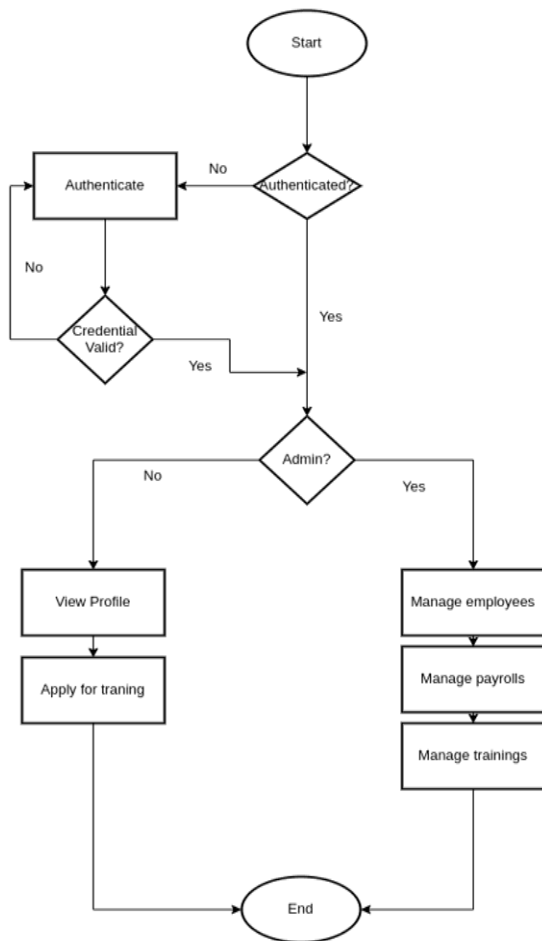 Start
No
Authenticate
Authenticated?
No
Yes
Credential
Valid?
Yes
Admin?
No
Yes
View Profile
Manage employees
Apply for traning
Manage payrolls
Manage trainings
End